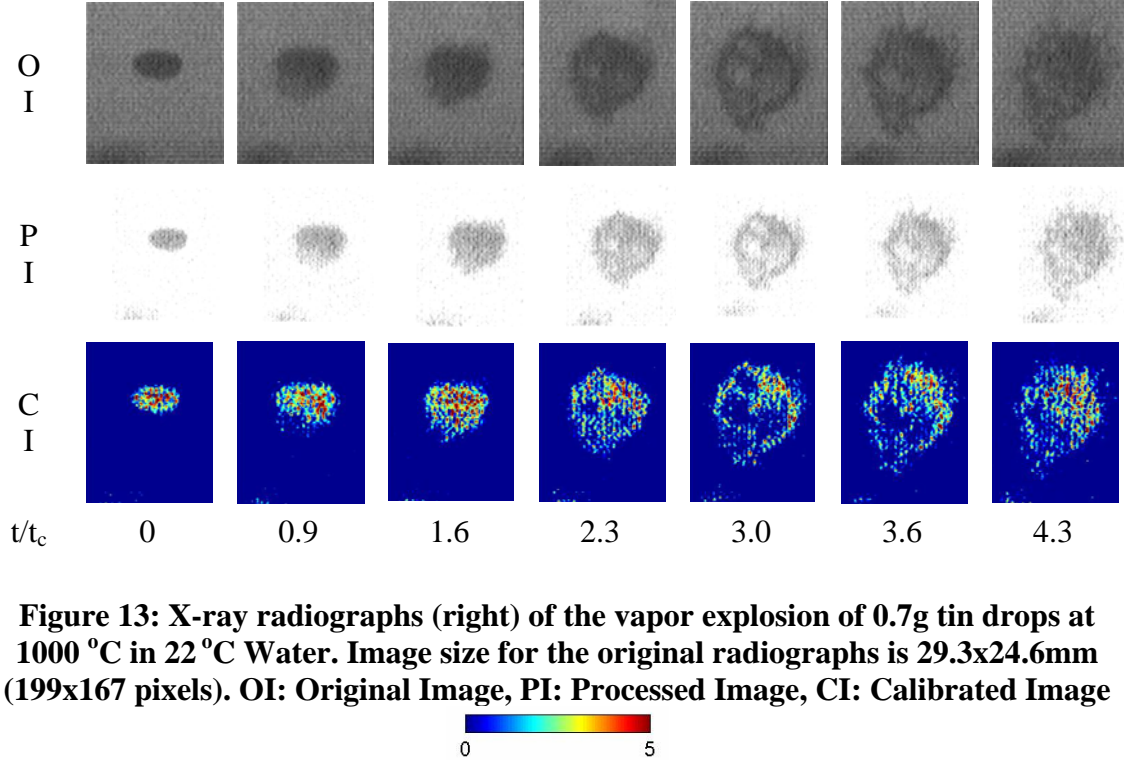 O
I
P
I
C
I
t/tc 0 0.9 1.6 2.3 3.0 3.6 4.3
Figure 13: X-ray radiographs (right) of the vapor explosion of 0.7g tin drops at
1000 °C in 22 °C Water. Image size for the original radiographs is 29.3x24.6mm
(199x167 pixels). OI: Original Image, PI: Processed Image, CI: Calibrated Image
0 5